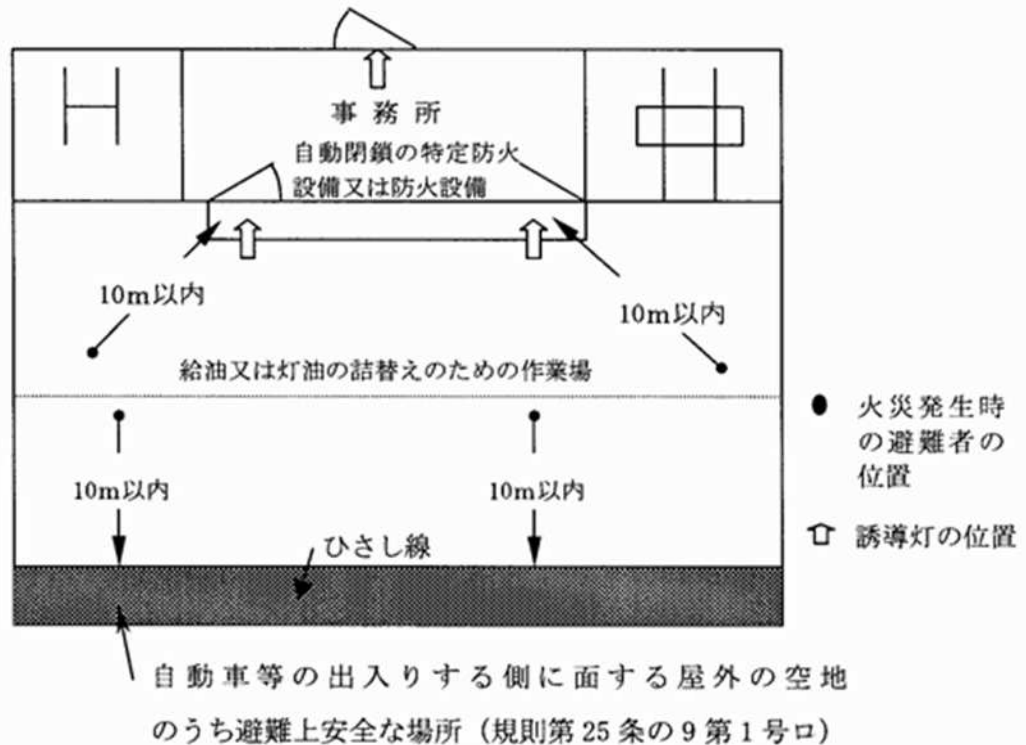 事務所
自動閉鎖の特定防火
設備又は防火設備
10m以内
10m以内
給油又は灯油の詰替えのための作業場
10m以内
10m以内
ひさし線
火災発生時
の避難者の
位置
誘導灯の位置
自動車等の出入りする側に面する屋外の空地
のうち避難上安全な場所（規則第25条の9第1号ロ）